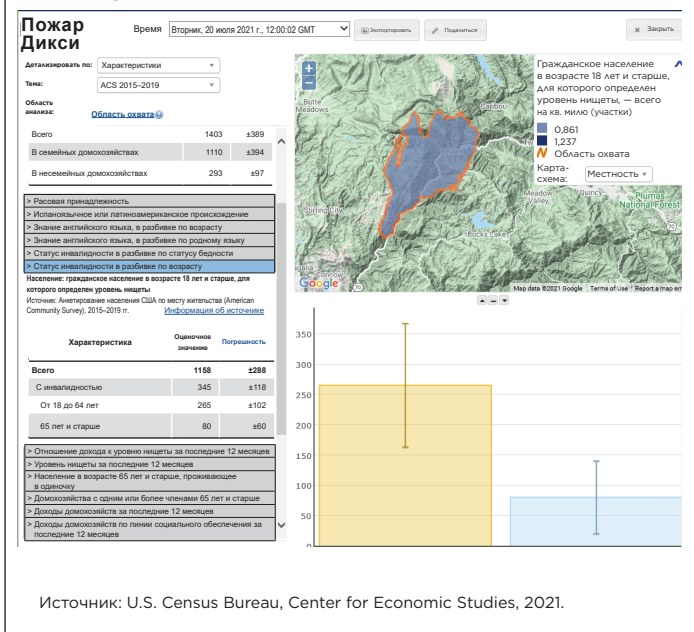 Пожар
Дикси
Время
Вторник, 20 июля 2021 г., 12:00:02 GMT
Экспортировать
Поделиться
Закрыть
Детализировать по:
Характеристики
Тема:
ACS 2015–2019
Область
анализа:
Область охвата
Всего 1403 ±389
В семейных домохозяйствах 1110 ±394
В несемейных домохозяйствах 293 ±97
> Расовая принадлежность
> Испаноязычное или латиноамериканское происхождение
> Знание английского языка, в разбивке по возрасту
> Знание английского языка, в разбивке по родному языку
> Статус инвалидности в разбивке по статусу бедности
> Статус инвалидности в разбивке по возрасту
Население: гражданское население в возрасте 18 лет и старше, для
которого определен уровень нищеты
Источник: Анкетирование населения США по месту жительства (American
Community Survey), 2015–2019 гг.
Информация об источнике
Характеристика
Оценочное
значение
Погрешность
Всего 1158 ±288
С инвалидностью 345 ±118
От 18 до 64 лет 265 ±102
65 лет и старше 80 ±60
> Отношение дохода к уровню нищеты за последние 12 месяцев
> Уровень нищеты за последние 12 месяцев
> Население в возрасте 65 лет и старше, проживающее
в одиночку
> Домохозяйства с одним или более членами 65 лет и старше
> Доходы домохозяйств за последние 12 месяцев
> Доходы домохозяйств по линии социального обеспечения за
последние 12 месяцев
+
–
Butte
Meadows
Caribou
Stirling City
Meadow
Valley
Quincy
Plumas
National Forest
Bucks Lake
Concow
70
70
Google
Map data ©2021 Google
Terms of Use
Report a map err
Гражданское население
в возрасте 18 лет и старше,
для которого определен
уровень нищеты, — всего
на кв. милю (участки)
0,861
1,237
Область охвата
Карта-
схема:
Местность
350
300
250
200
150
100
50
0
Источник: U.S. Census Bureau, Center for Economic Studies, 2021.